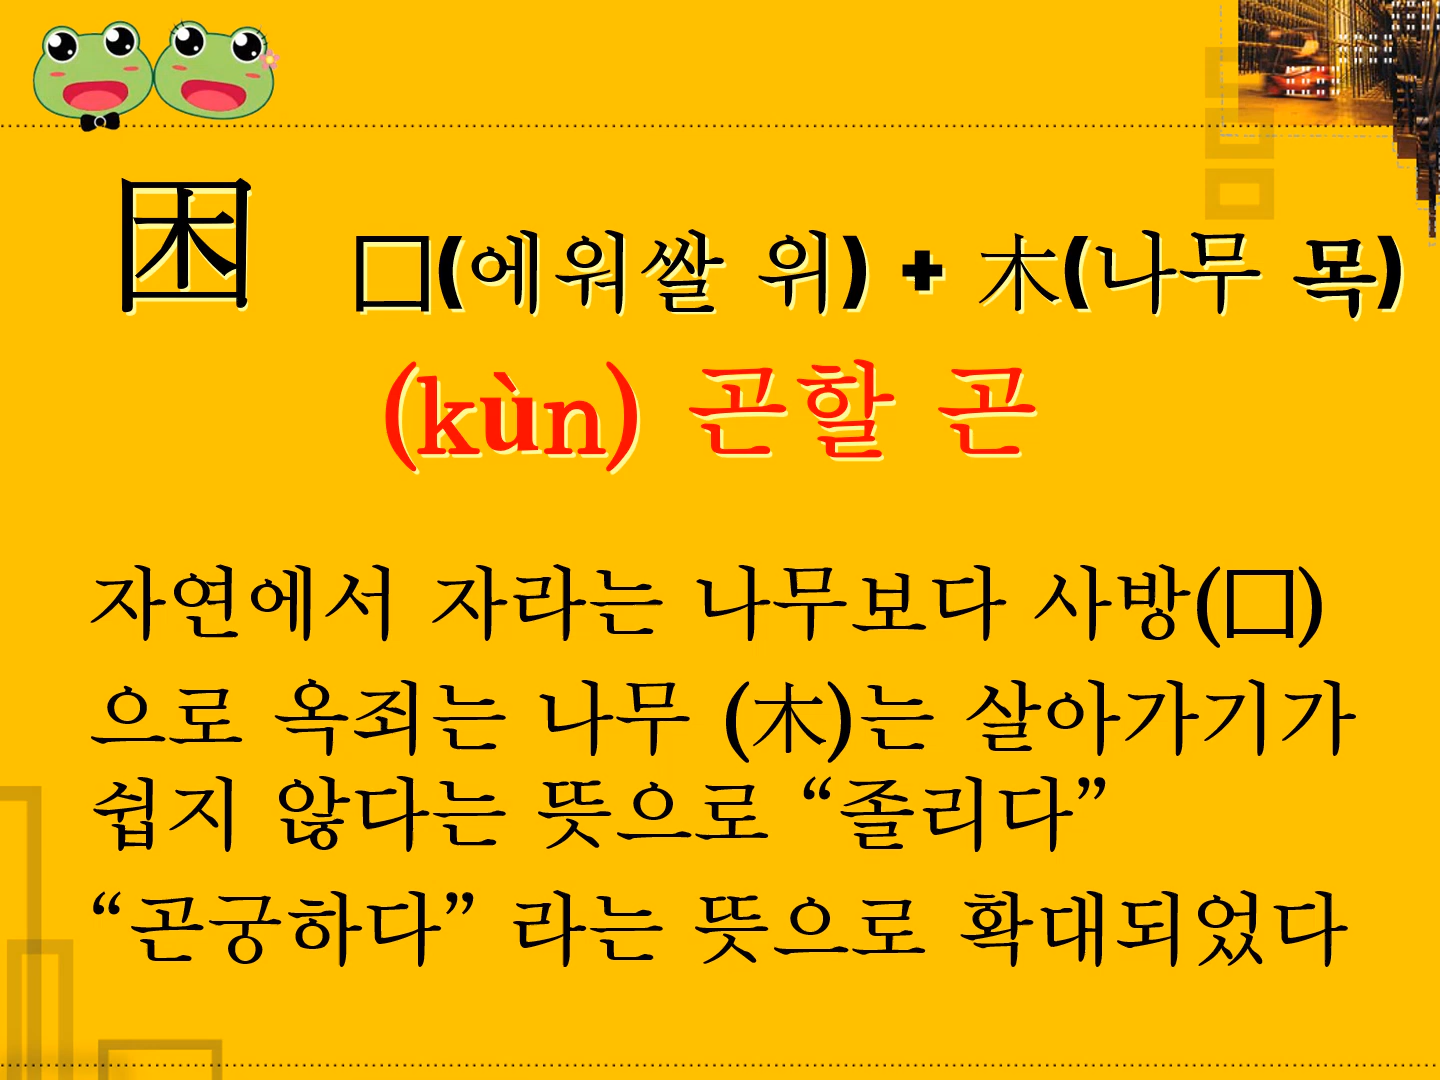 困 囗(에워쌀 위) + 木(나무 목)
(kùn) 곤할 곤
자연에서 자라는 나무보다 사방(囗)
으로 옥죄는 나무 (木)는 살아가기가
쉽지 않다는 뜻으로 “졸리다”
“곤궁하다” 라는 뜻으로 확대되었다